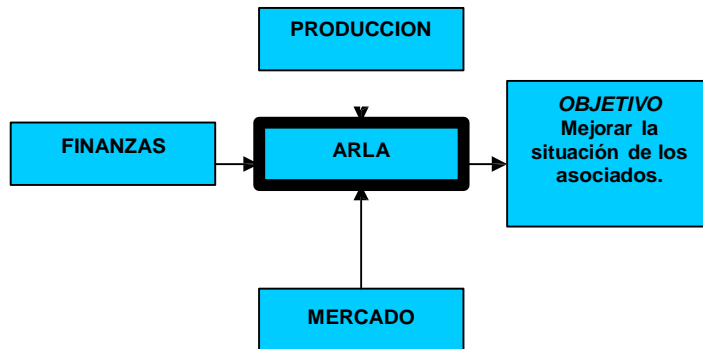 PRODUCCION
FINANZAS
ARLA
OBJETIVO
Mejorar la
situación de los
asociados.
MERCADO